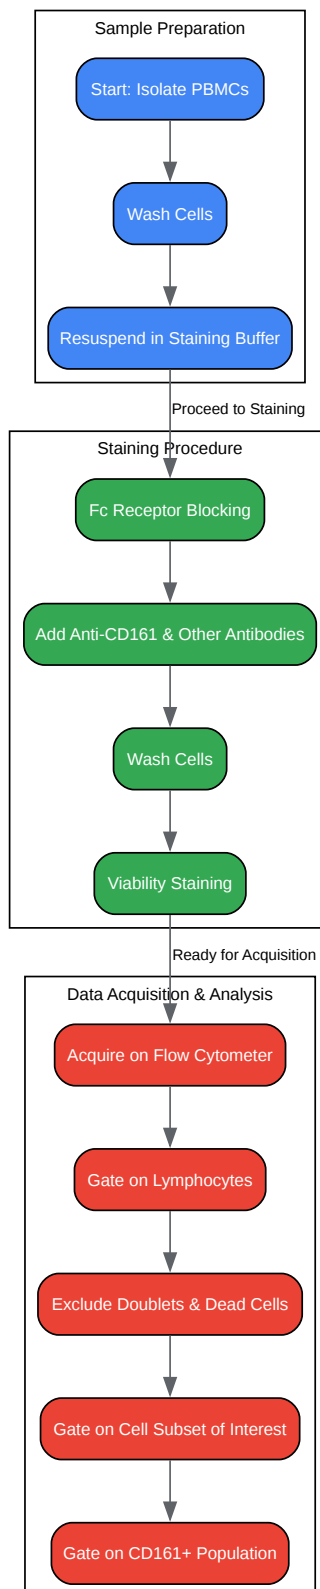 Sample Preparation
Start: Isolate PBMCs
Wash Cells
Resuspend in Staining Buffer
Proceed to Staining
Staining Procedure
Fc Receptor Blocking
Add Anti-CD161 & Other Antibodies
Wash Cells
Viability Staining
Ready for Acquisition
Data Acquisition & Analysis
Acquire on Flow Cytometer
Gate on Lymphocytes
Exclude Doublets & Dead Cells
Gate on Cell Subset of Interest
Gate on CD161+ Population